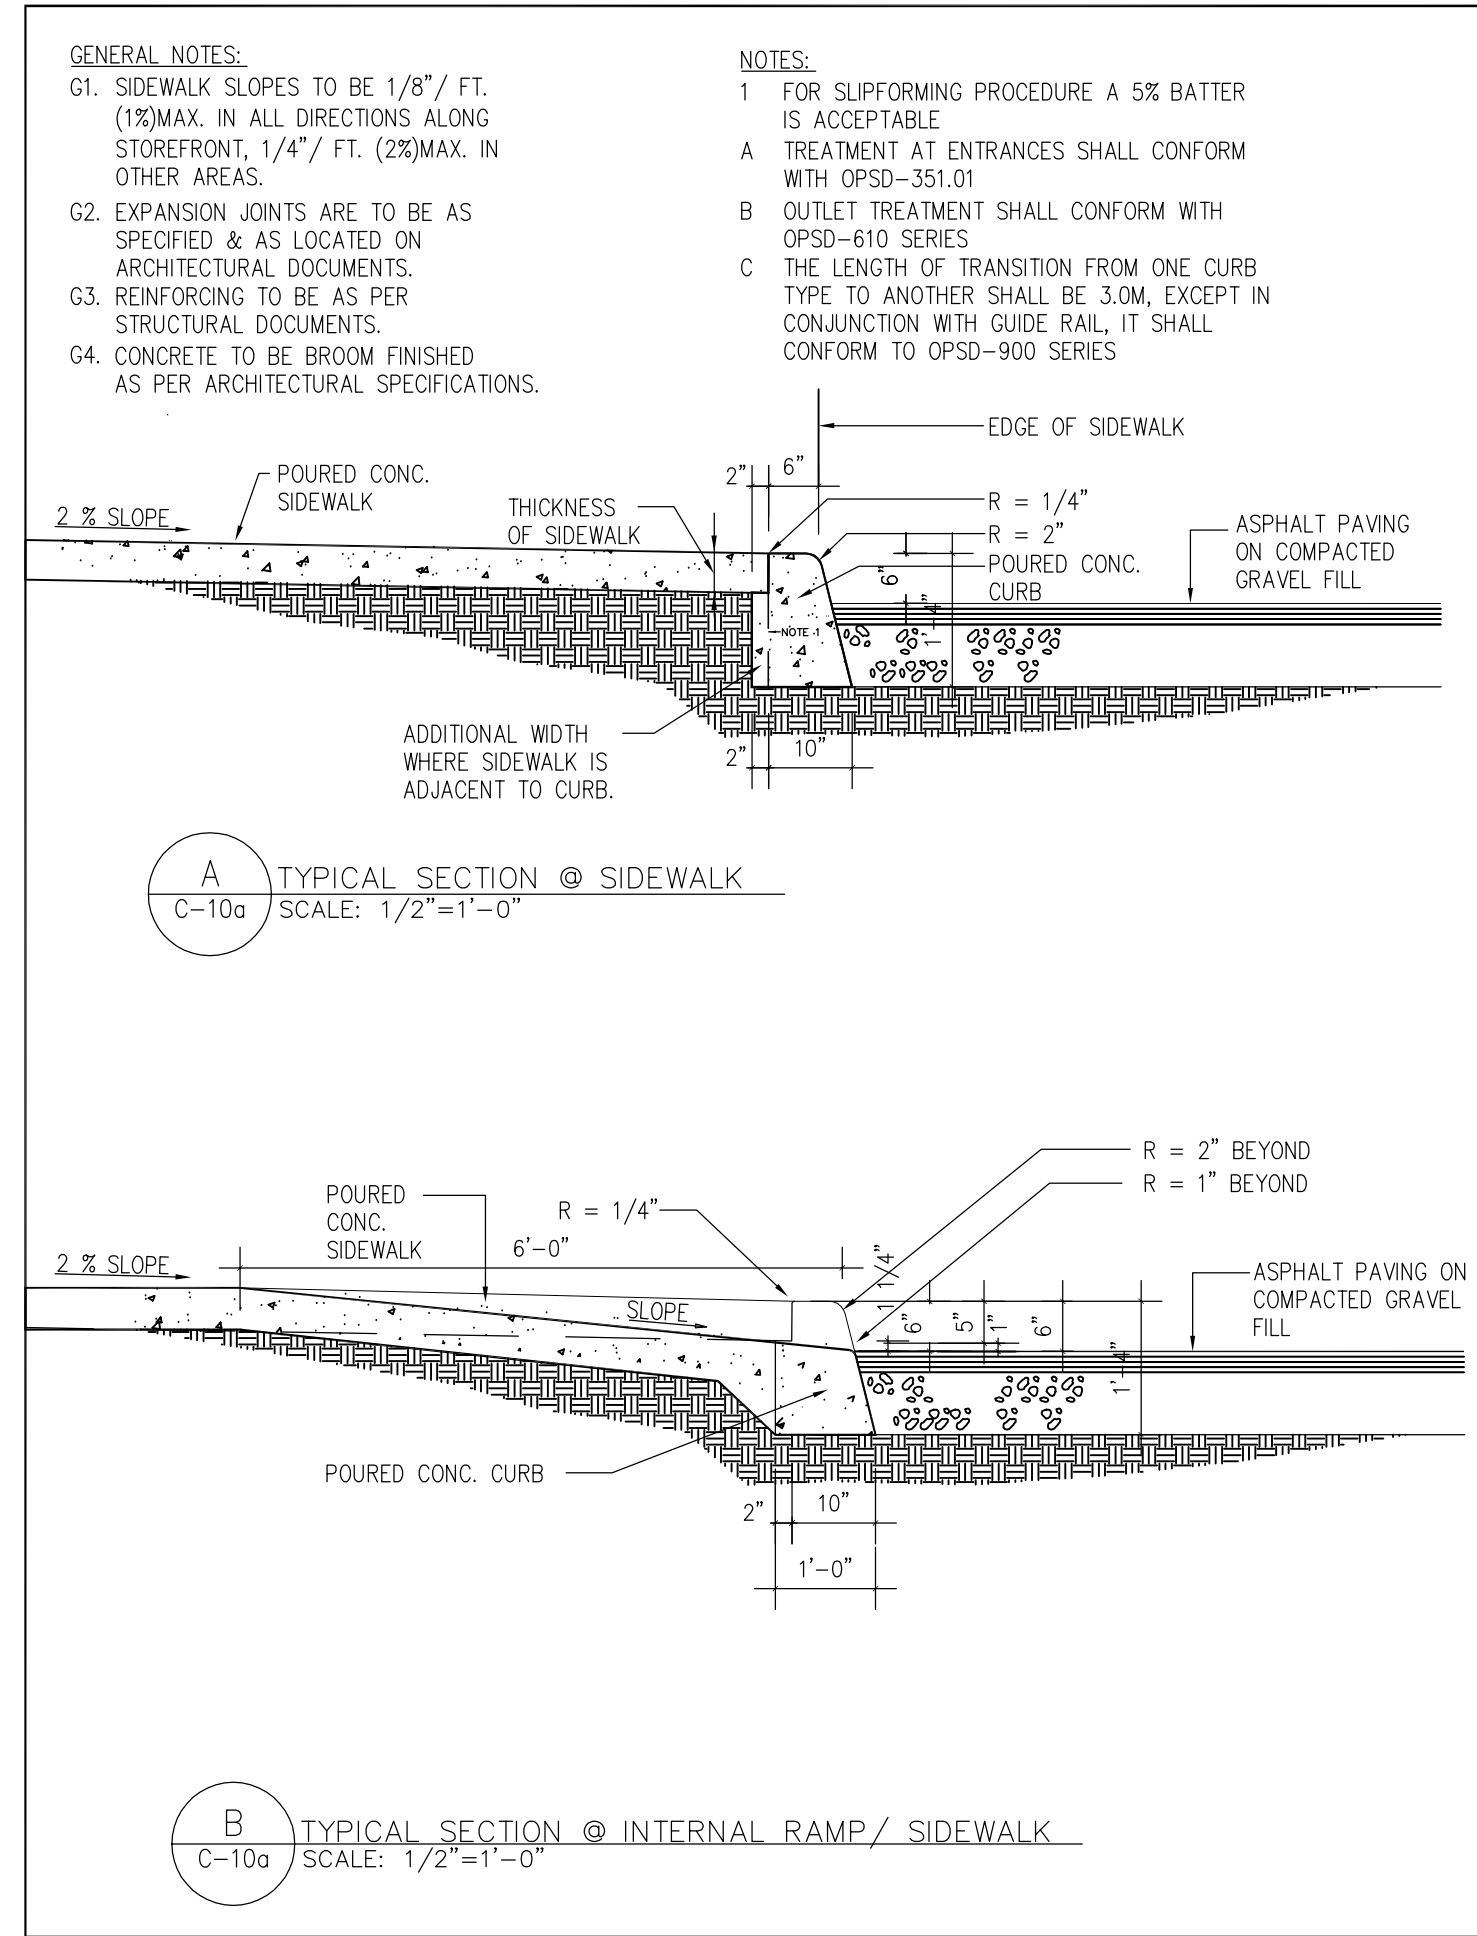 GENERAL NOTES:
G1. SIDEWALK SLOPES TO BE 1/8"/ FT.
(1%)MAX. IN ALL DIRECTIONS ALONG
STOREFRONT, 1/4"/ FT. (2%)MAX. IN
OTHER AREAS.
G2. EXPANSION JOINTS ARE TO BE AS
SPECIFIED & AS LOCATED ON
ARCHITECTURAL DOCUMENTS.
G3. REINFORCING TO BE AS PER
STRUCTURAL DOCUMENTS.
G4. CONCRETE TO BE BROOM FINISHED
AS PER ARCHITECTURAL SPECIFICATIONS.
NOTES:
1 FOR SLIPFORMING PROCEDURE A 5% BATTER
IS ACCEPTABLE
A TREATMENT AT ENTRANCES SHALL CONFORM
WITH OPSD-351.01
B OUTLET TREATMENT SHALL CONFORM WITH
OPSD-610 SERIES
C THE LENGTH OF TRANSITION FROM ONE CURB
TYPE TO ANOTHER SHALL BE 3.0M, EXCEPT IN
CONJUNCTION WITH GUIDE RAIL, IT SHALL
CONFORM TO OPSD-900 SERIES
EDGE OF SIDEWALK
2" 6"
POURED CONC.
SIDEWALK
2 % SLOPE
THICKNESS
OF SIDEWALK
R = 1/4"
R = 2"
POURED CONC.
CURB
6"
1'-4"
ASPHALT PAVING
ON COMPACTED
GRAVEL FILL
NOTE 1
ADDITIONAL WIDTH
WHERE SIDEWALK IS
ADJACENT TO CURB.
2" 10"
A
C-10a
TYPICAL SECTION @ SIDEWALK
SCALE: 1/2"=1'-0"
R = 2" BEYOND
R = 1" BEYOND
POURED
CONC.
SIDEWALK
R = 1/4"
6'-0"
2 % SLOPE
SLOPE
1 1/4"
6"
5"
1"
6"
1'-4"
ASPHALT PAVING ON
COMPACTED GRAVEL
FILL
POURED CONC. CURB
2" 10"
1'-0"
B
C-10a
TYPICAL SECTION @ INTERNAL RAMP/ SIDEWALK
SCALE: 1/2"=1'-0"